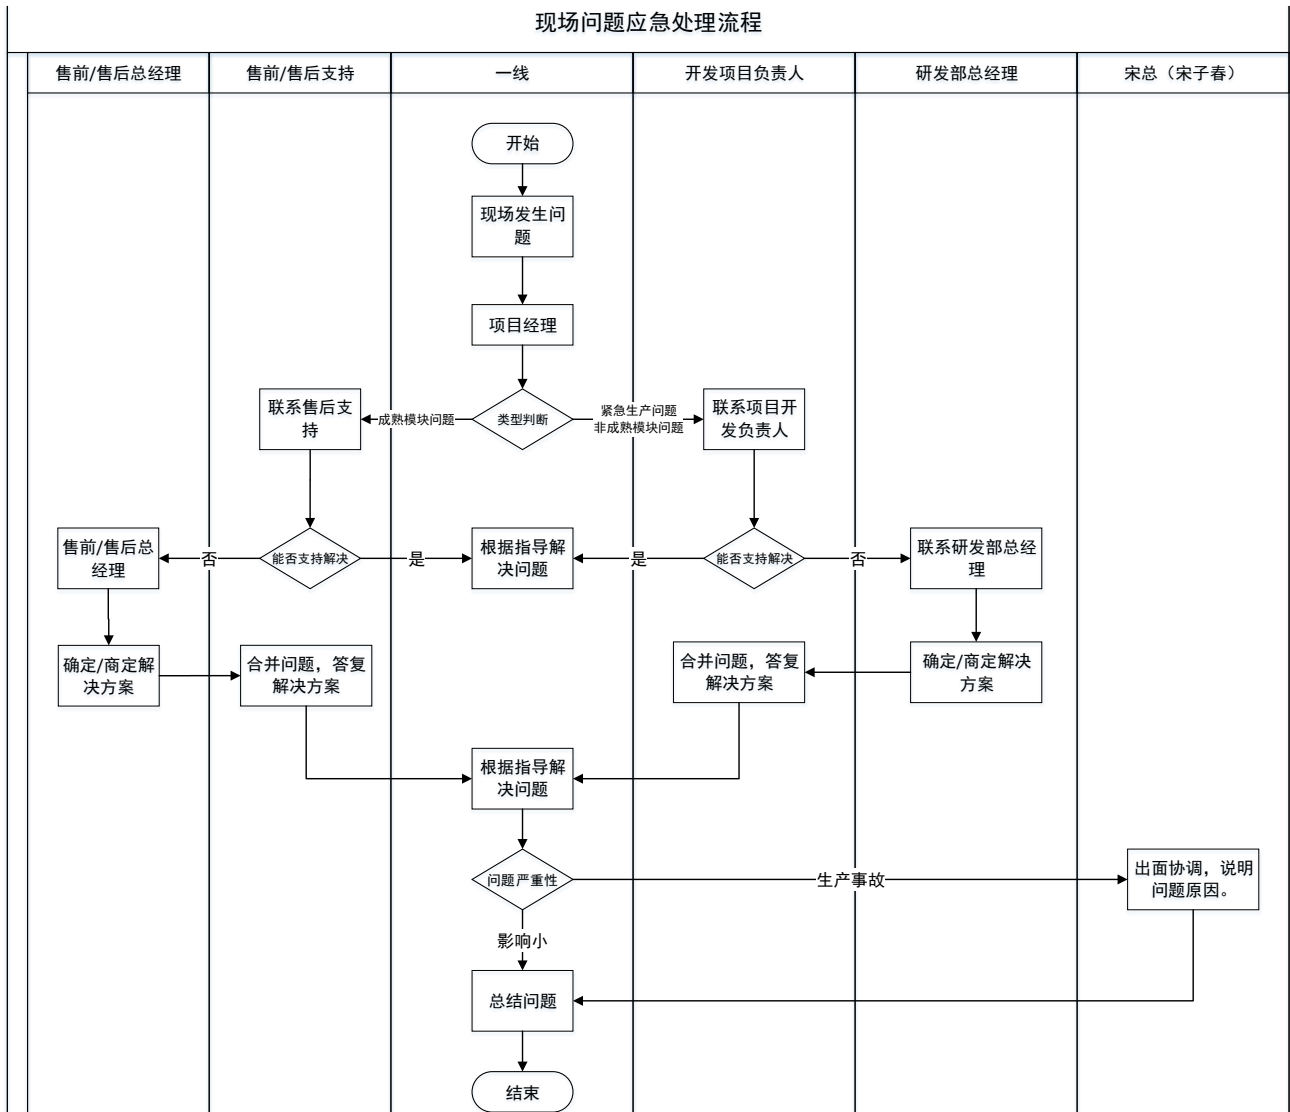 现场问题应急处理流程
售前/售后总经理
售前/售后支持
一线
开发项目负责人
研发部总经理
宋总（宋子春）
开始
现场发生问
题
项目经理
联系售后支
持
成熟模块问题
类型判断
紧急生产问题
非成熟模块问题
联系项目开
发负责人
售前/售后总
经理
否
能否支持解决
是
根据指导解
决问题
是
能否支持解决
否
联系研发部总经
理
确定/商定解
决方案
合并问题，答复
解决方案
合并问题，答复
解决方案
确定/商定解决
方案
根据指导解
决问题
问题严重性
生产事故
出面协调，说明
问题原因。
影响小
总结问题
结束